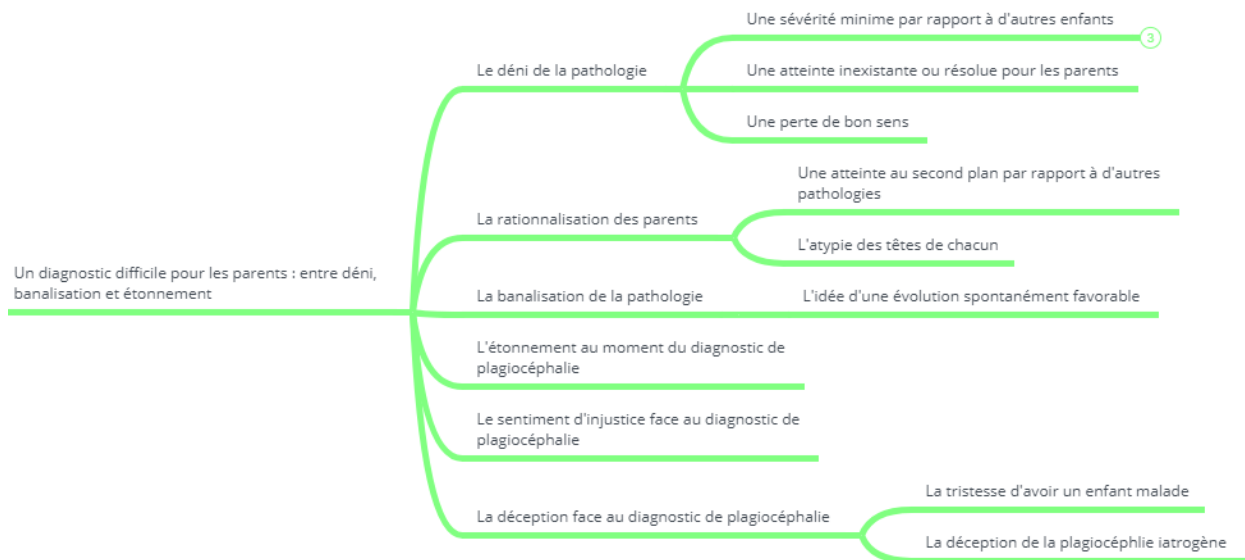 Une sévérité minime par rapport à d'autres enfants
3
Le déni de la pathologie
Une atteinte inexistante ou résolue pour les parents
Une perte de bon sens
Une atteinte au second plan par rapport à d'autres
pathologies
La rationnalisation des parents
L'atypie des têtes de chacun
Un diagnostic difficile pour les parents : entre déni,
banalisation et étonnement
La banalisation de la pathologie
L'idée d'une évolution spontanément favorable
L'étonnement au moment du diagnostic de
plagiocéphalie
Le sentiment d'injustice face au diagnostic de
plagiocéphalie
La déception face au diagnostic de plagiocéphalie
La tristesse d'avoir un enfant malade
La déception de la plagiocéphlie iatrogène